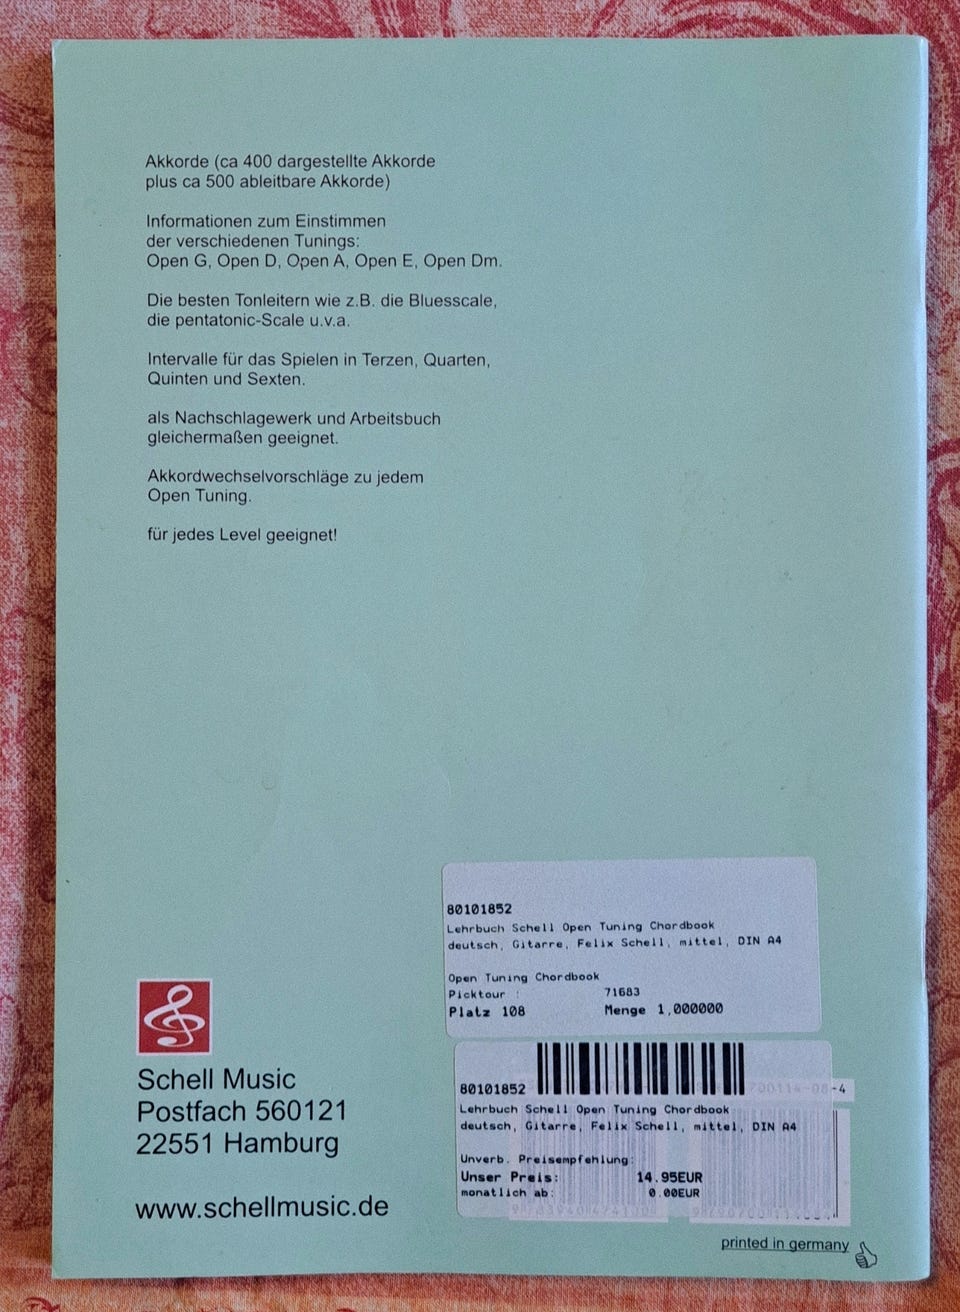 Akkorde (ca 400 dargestellte Akkorde
plus ca 500 ableitbare Akkorde)
Informationen zum Einstimmen
der verschiedenen Tunings:
Open G, Open D, Open A, Open E, Open Dm.
Die besten Tonleitern wie z.B. die Bluesscale,
die pentatonic-Scale u.v.a.
Intervalle für das Spielen in Terzen, Quarten,
Quinten und Sexten.
als Nachschlagewerk und Arbeitsbuch
gleichermaßen geeignet.
Akkordwechselvorschläge zu jedem
Open Tuning.
für jedes Level geeignet!
80101852
Lehrbuch Schell Open Tuning Chordbook
deutsch, Gitarre, Felix Schell, mittel, DIN A4
Open Tuning Chordbook
Picktour : 71683
Platz 108 Menge 1,000000
80101852
Lehrbuch Schell Open Tuning Chordbook
deutsch, Gitarre, Felix Schell, mittel, DIN A4
Unverb. Preisempfehlung:
Unser Preis: 14.95EUR
monatlich ab: 0.00EUR
Schell Music
Postfach 560121
22551 Hamburg
www.schellmusic.de
printed in germany